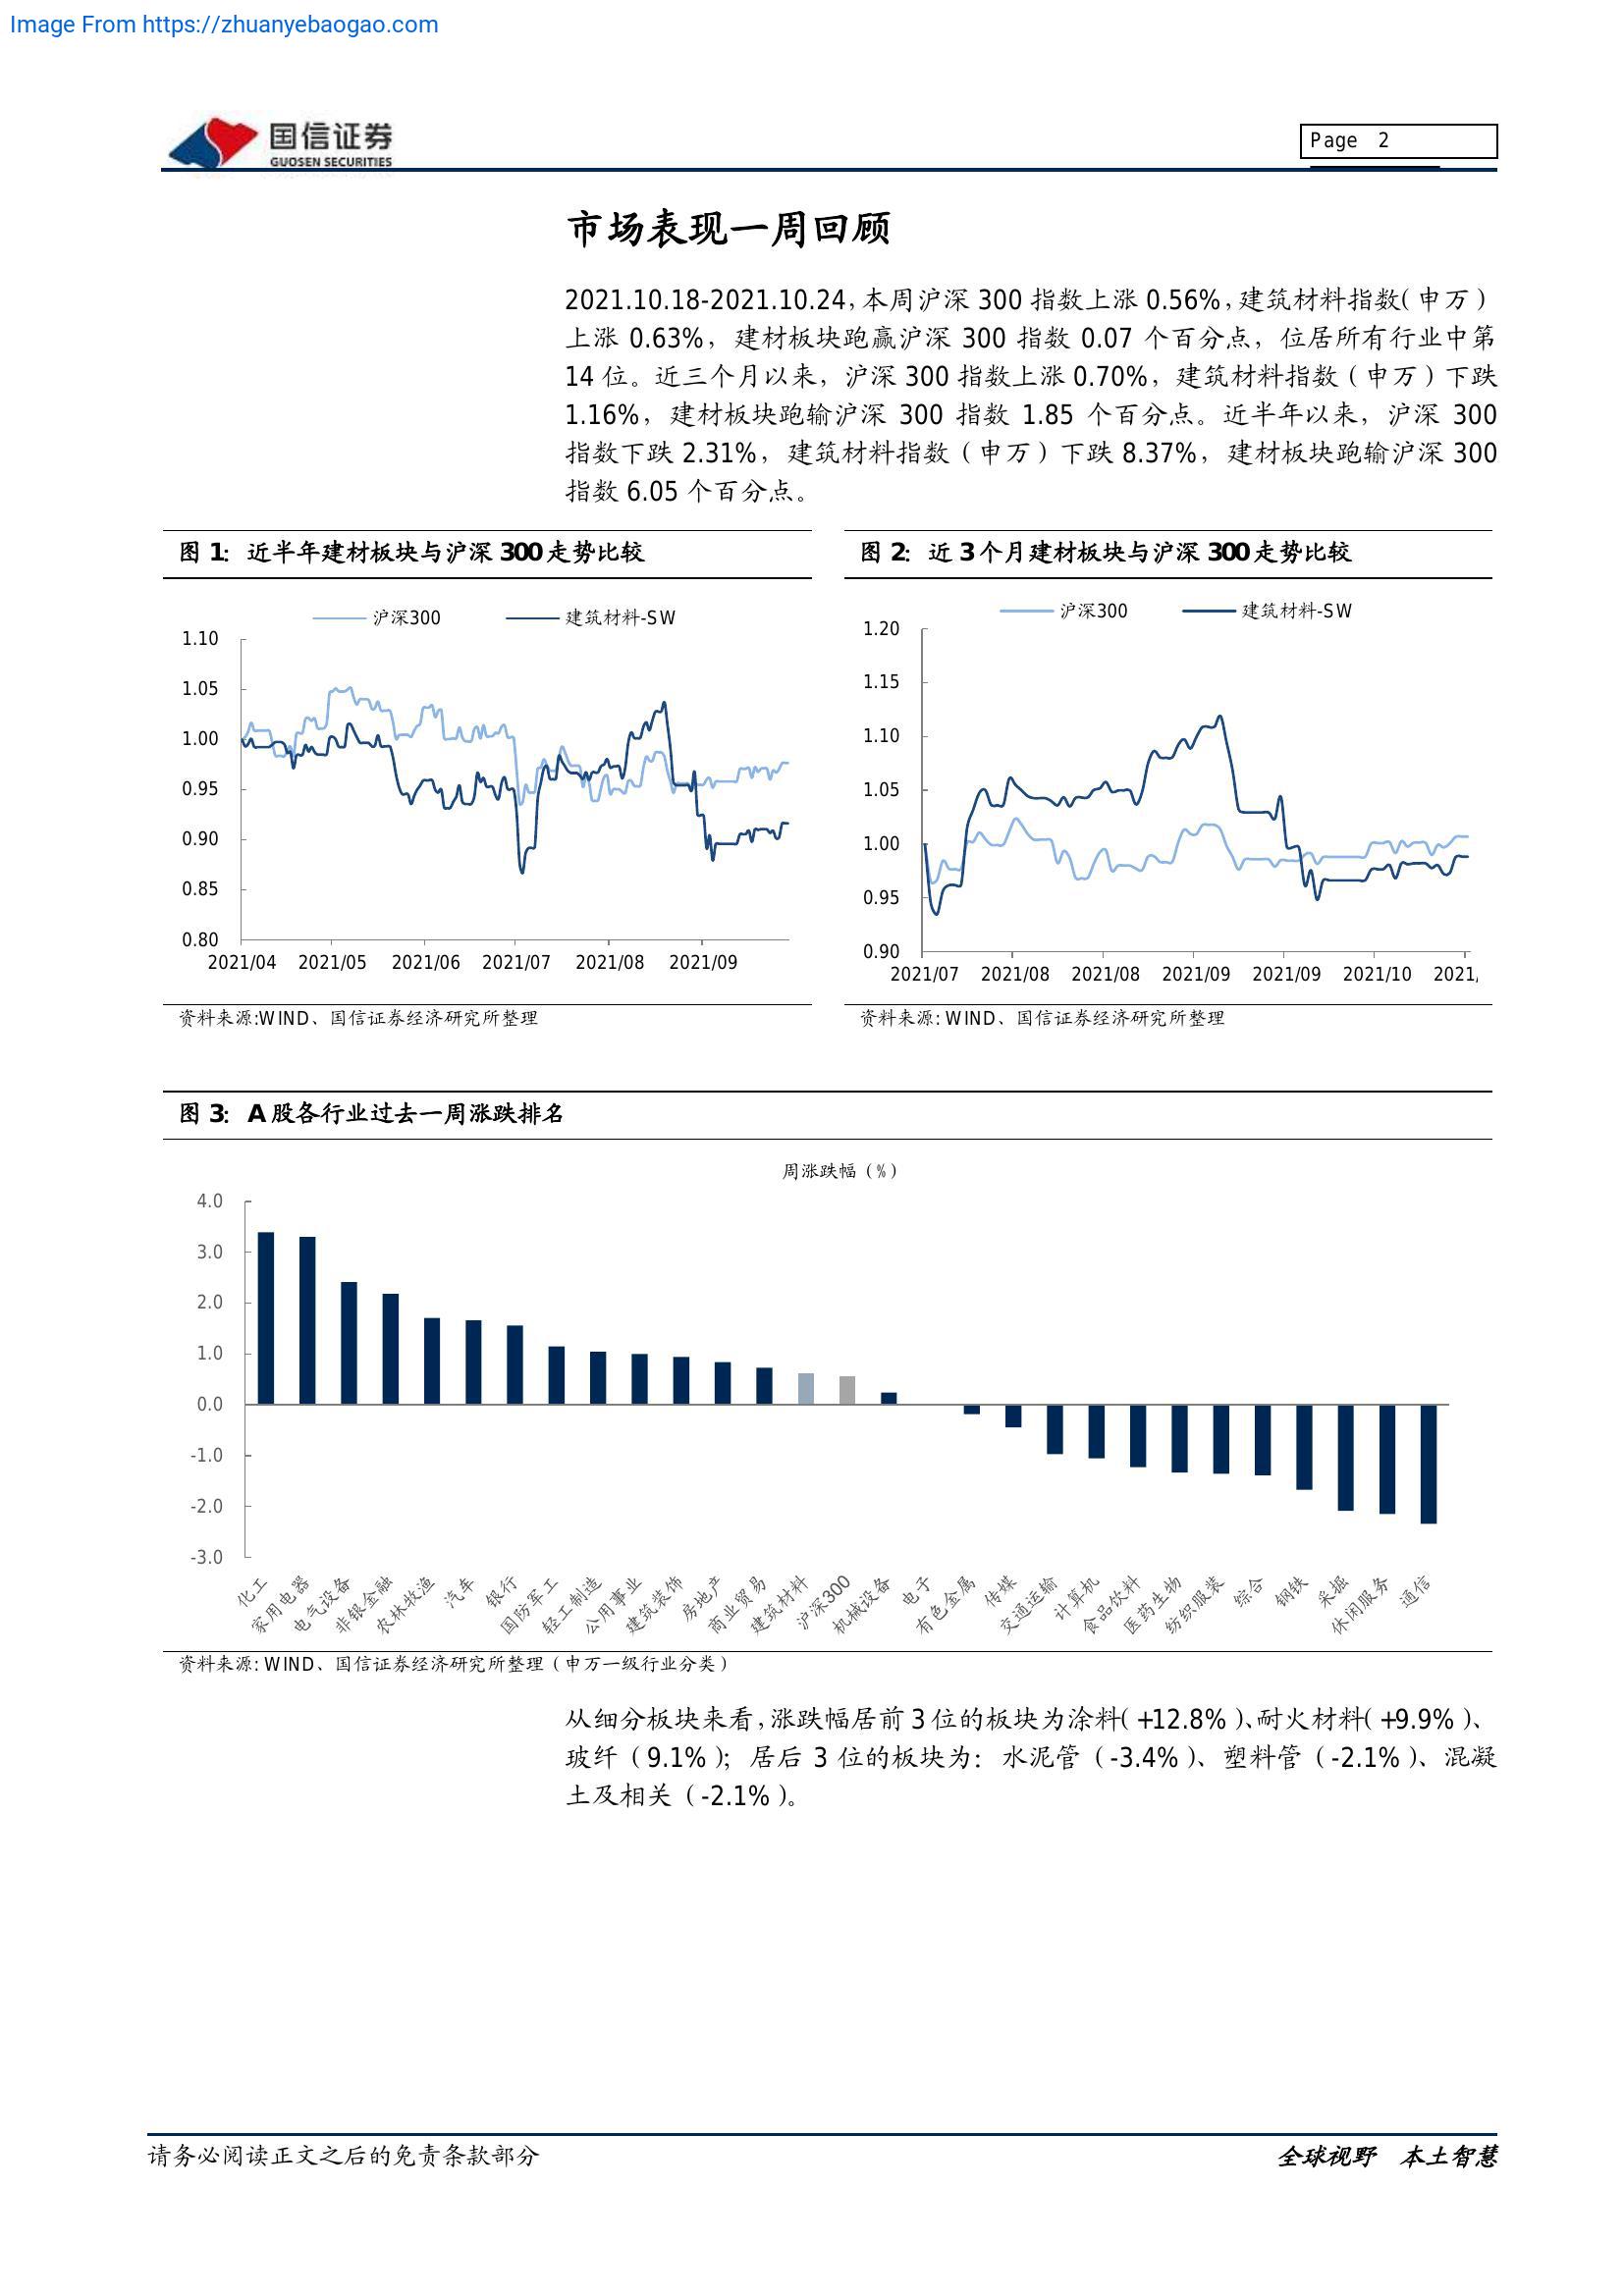 Image From https://zhuanyebaogao.com
国信证券
GUOSEN SECURITIES
Page 2
市场表现一周回顾
2021.10.18-2021.10.24，本周沪深 300 指数上涨 0.56%，建筑材料指数（申万）
上涨 0.63%，建材板块跑赢沪深 300 指数 0.07 个百分点，位居所有行业中第
14 位。近三个月以来，沪深 300 指数上涨 0.70%，建筑材料指数（申万）下跌
1.16%，建材板块跑输沪深 300 指数 1.85 个百分点。近半年以来，沪深 300
指数下跌 2.31%，建筑材料指数（申万）下跌 8.37%，建材板块跑输沪深 300
指数 6.05 个百分点。
图 1：近半年建材板块与沪深 300 走势比较
沪深300 建筑材料-SW
1.10
1.05
1.00
0.95
0.90
0.85
0.80
2021/04 2021/05 2021/06 2021/07 2021/08 2021/09
资料来源:WIND、国信证券经济研究所整理
图 2：近 3 个月建材板块与沪深 300 走势比较
沪深300 建筑材料-SW
1.20
1.15
1.10
1.05
1.00
0.95
0.90
2021/07 2021/08 2021/08 2021/09 2021/09 2021/10 2021/
资料来源: WIND、国信证券经济研究所整理
图 3：A 股各行业过去一周涨跌排名
周涨跌幅（%）
4.0
3.0
2.0
1.0
0.0
-1.0
-2.0
-3.0
化工 家用电器 电气设备 非银金融 农林牧渔 汽车 银行 国防军工 轻工制造 公用事业 建筑装饰 房地产 商业贸易 建筑材料 沪深300 机械设备 电子 有色金属 传媒 交通运输 计算机 食品饮料 医药生物 纺织服装 综合 钢铁 采掘 休闲服务 通信
资料来源: WIND、国信证券经济研究所整理（申万一级行业分类）
从细分板块来看，涨跌幅居前 3 位的板块为涂料（+12.8%）、耐火材料（+9.9%）、
玻纤（9.1%）；居后 3 位的板块为：水泥管（-3.4%）、塑料管（-2.1%）、混凝
土及相关（-2.1%）。
请务必阅读正文之后的免责条款部分
全球视野 本土智慧